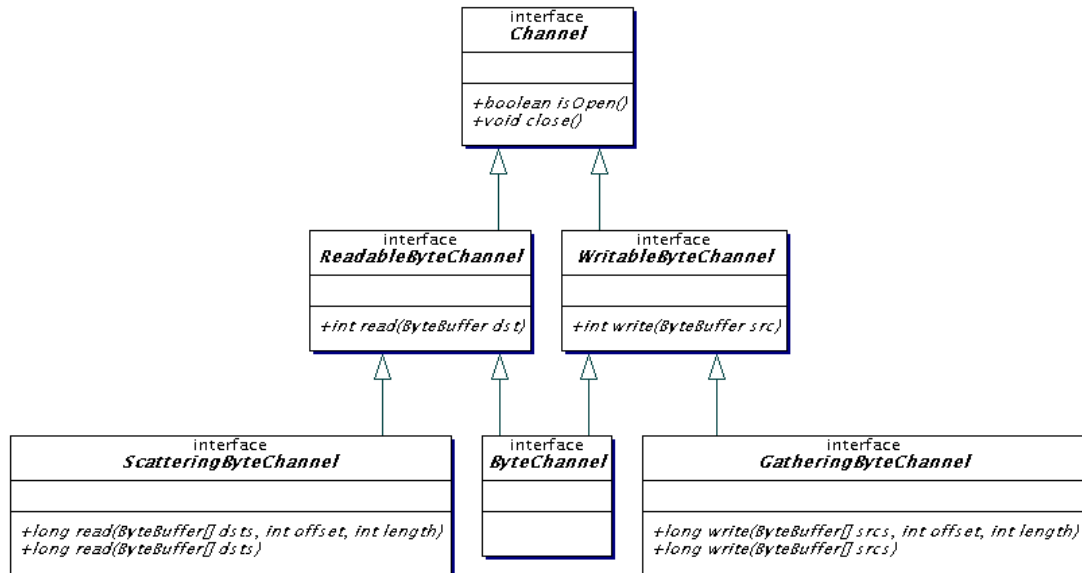 interface
Channel
+boolean isOpen()
+void close()
interface
ReadableByteChannel
+int read(ByteBuffer dst)
interface
WritableByteChannel
+int write(ByteBuffer src)
interface
ScatteringByteChannel
+long read(ByteBuffer[] dsts, int offset, int length)
+long read(ByteBuffer[] dsts)
interface
ByteChannel
interface
GatheringByteChannel
+long write(ByteBuffer[] srcs, int offset, int length)
+long write(ByteBuffer[] srcs)